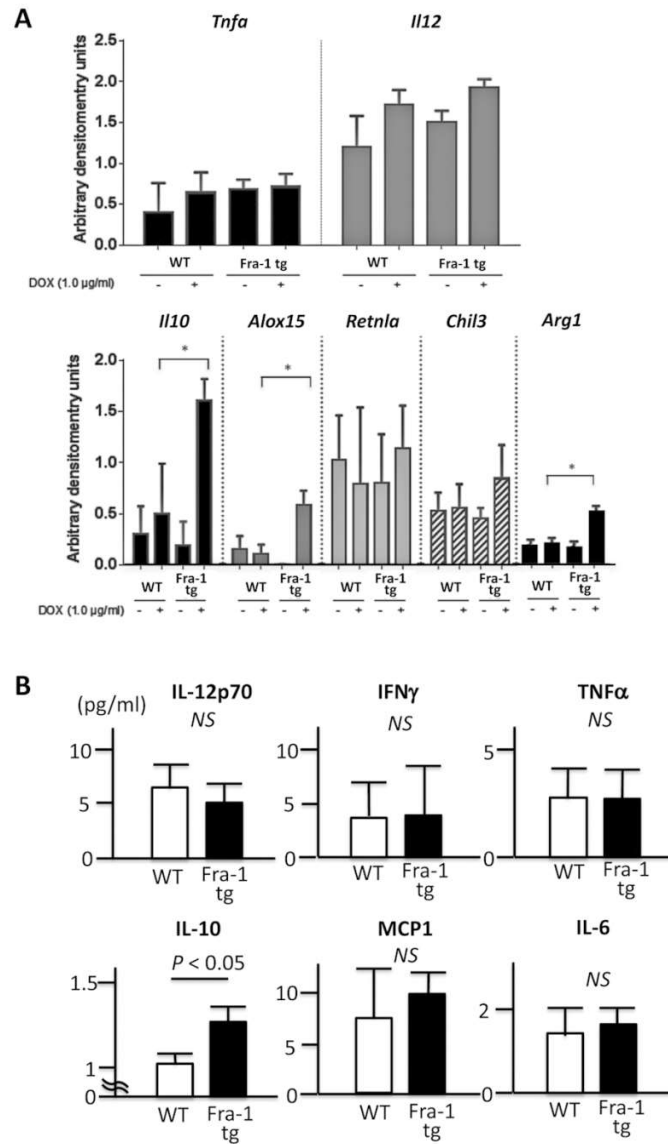 A
Tnfa Il12
Arbitrary densitomentry units
2.5
2.0
1.5
1.0
0.5
0.0
WT Fra-1 tg WT Fra-1 tg
DOX (1.0 µg/ml) - + - + - + - +
Il10 Alox15 Retnla Chil3 Arg1
Arbitrary densitomentry units
2.0
1.5
1.0
0.5
0.0
* * *
WT Fra-1 tg WT Fra-1 tg WT Fra-1 tg WT Fra-1 tg WT Fra-1 tg
DOX (1.0 µg/ml) - + - + - + - + - + - + - + - + - + - +
B
(pg/ml)
IL-12p70
NS
10
5
0
WT Fra-1 tg
IFNγ
NS
10
5
0
WT Fra-1 tg
TNFα
NS
5
0
WT Fra-1 tg
IL-10
P < 0.05
1.5
1
0
WT Fra-1 tg
MCP1
NS
10
5
0
WT Fra-1 tg
IL-6
NS
2
0
WT Fra-1 tg